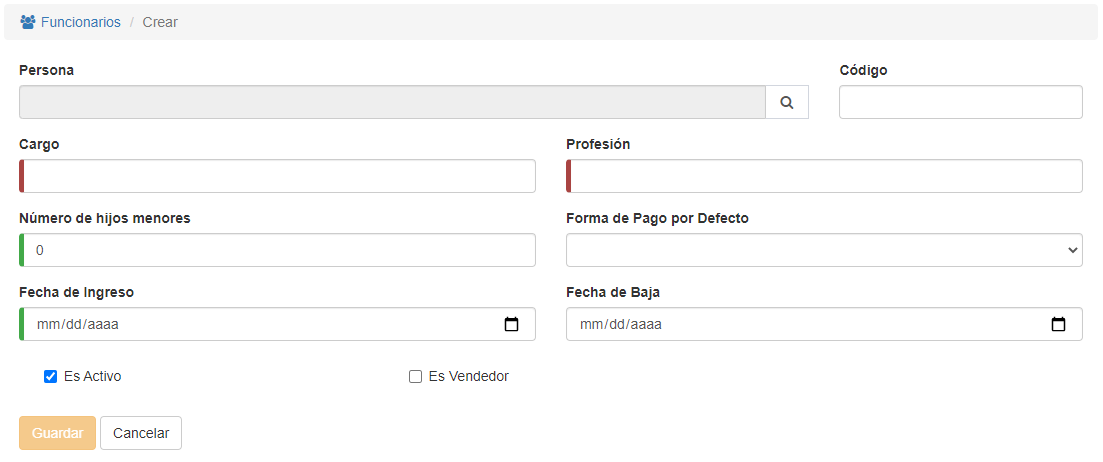 Funcionarios / Crear
Persona Código
Cargo Profesión
Número de hijos menores Forma de Pago por Defecto
0
Fecha de Ingreso Fecha de Baja
mm/dd/aaaa mm/dd/aaaa
Es Activo Es Vendedor
Guardar Cancelar